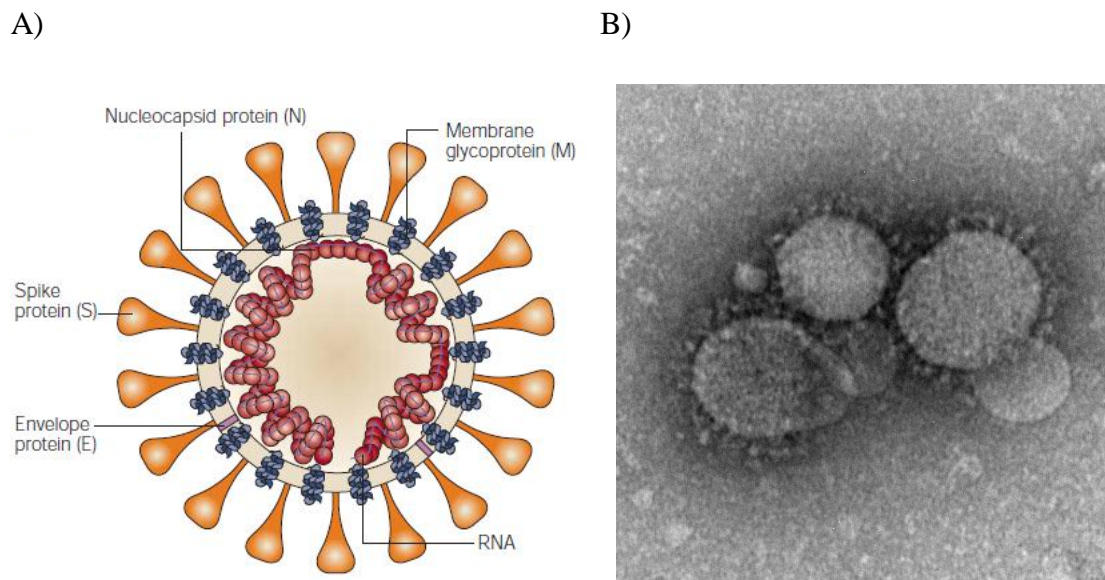 A)
B)
Nucleocapsid protein (N)
Membrane
glycoprotein (M)
Spike
protein (S)
Envelope
protein (E)
RNA